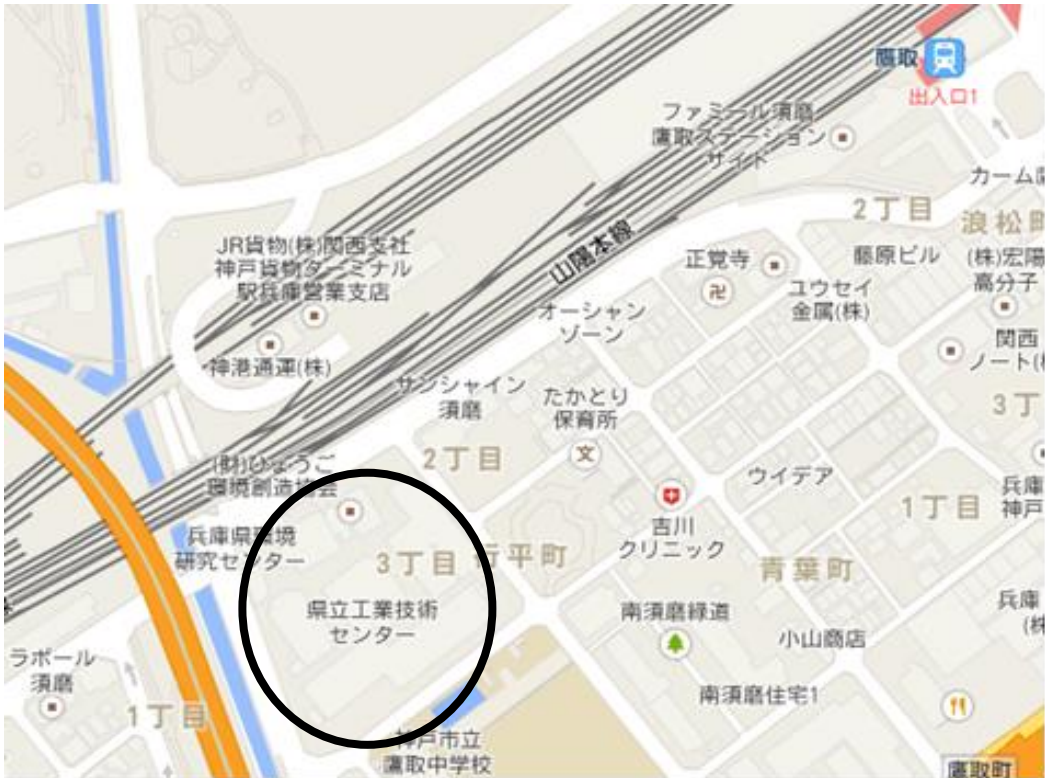 鷹取
出入口1
ファミール須磨
鷹取ステーション
サイト
2丁目
浪松町
正覚寺
藤原ビル
(株)宏陽
高分子
ユウセイ
金属(株)
JR貨物(株)関西支社
神戸貨物ターミナル
駅兵庫営業支店
山陽本線
オーシャン
ゾーン
関西
ノート(
神港通運(株)
サンシャイン
須磨
たかとり
保育所
文
3丁
2丁目
(財)ひょうご
環境創造協会
ウイデア
兵庫
神戸
1丁目
吉川
クリニック
兵庫県環境
研究センター
3丁目
行平町
青葉町
県立工業技術
センター
南須磨緑道
小山商店
兵庫
(株
ラポール
須磨
1丁目
南須磨住宅1
神戸市立
鷹取中学校
鷹取町